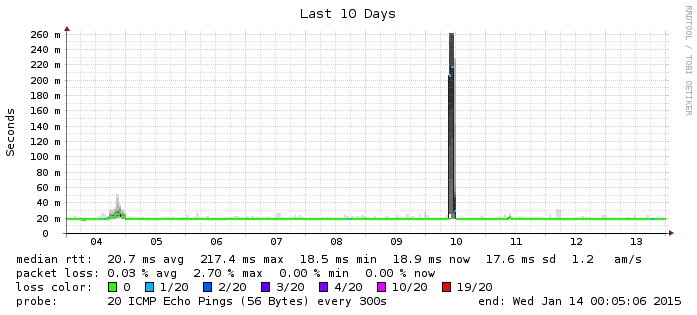 Last 10 Days
RRDTOOL / TOBI OETIKER
Seconds
260 m
240 m
220 m
200 m
180 m
160 m
140 m
120 m
100 m
80 m
60 m
40 m
20 m
0
04 05 06 07 08 09 10 11 12 13
median rtt: 20.7 ms avg 217.4 ms max 18.5 ms min 18.9 ms now 17.6 ms sd 1.2 am/s
packet loss: 0.03 % avg 2.70 % max 0.00 % min 0.00 % now
loss color: 0 1/20 2/20 3/20 4/20 10/20 19/20
probe: 20 ICMP Echo Pings (56 Bytes) every 300s end: Wed Jan 14 00:05:06 2015